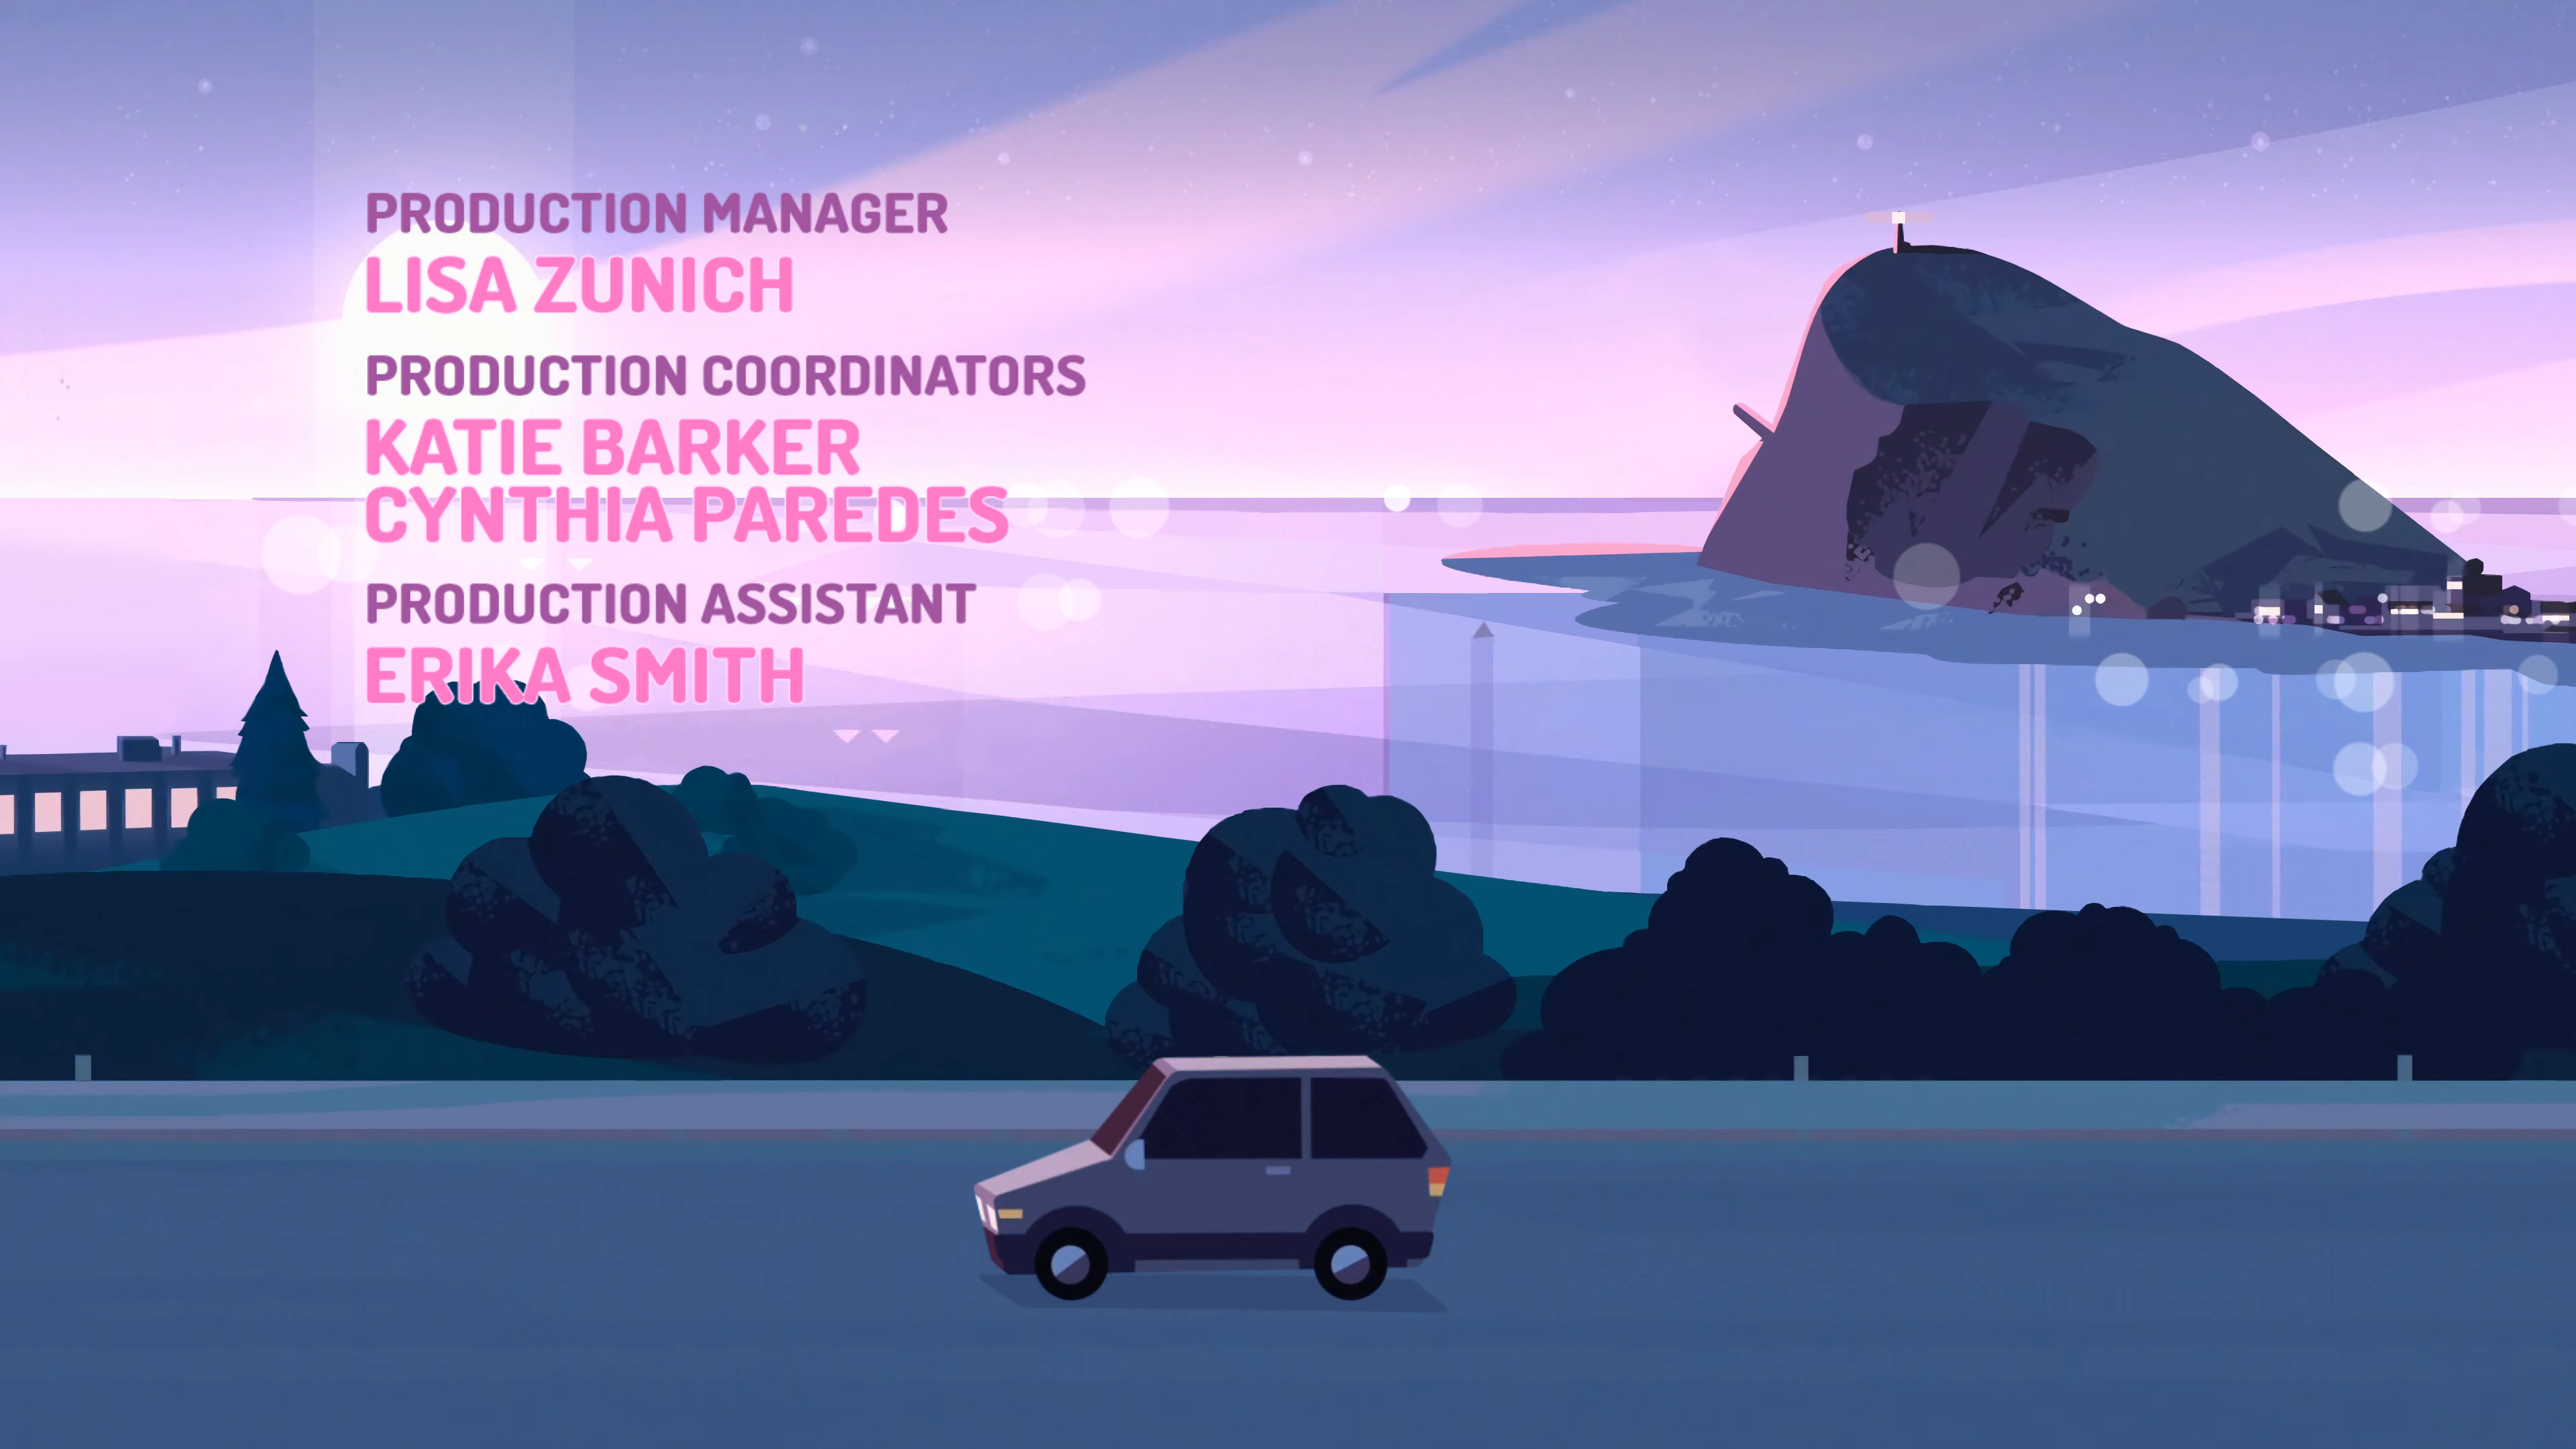 PRODUCTION MANAGER
LISA ZUNICH
PRODUCTION COORDINATORS
KATIE BARKER
CYNTHIA PAREDES
PRODUCTION ASSISTANT
ERIKA SMITH